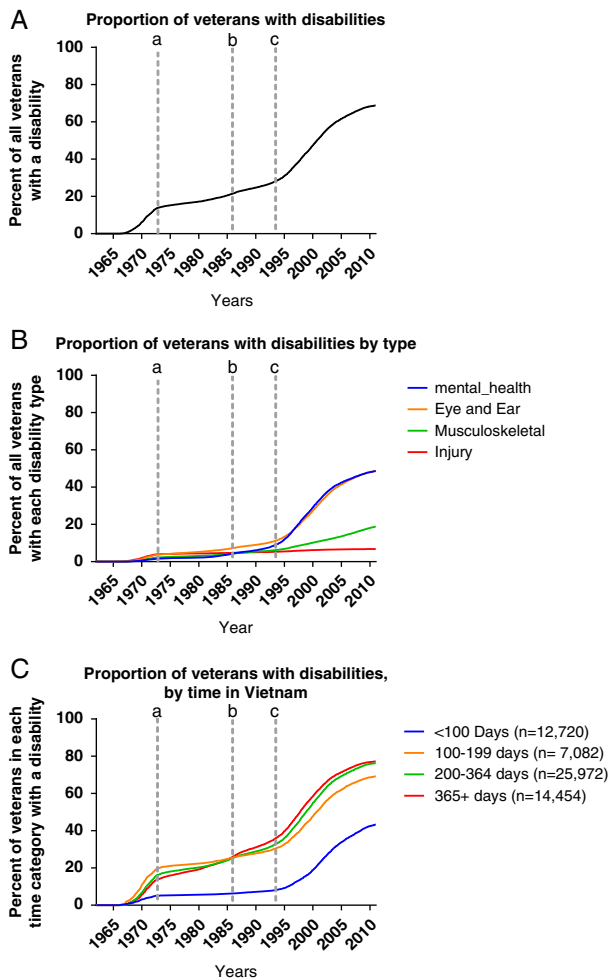 A
Proportion of veterans with disabilities
a b c
Percent of all veterans
with a disability
100
80
60
40
20
0
1965 1970 1975 1980 1985 1990 1995 2000 2005 2010
Years
B
Proportion of veterans with disabilities by type
a b c
Percent of all veterans
with each disability type
100
80
60
40
20
0
mental_health
Eye and Ear
Musculoskeletal
Injury
1965 1970 1975 1980 1985 1990 1995 2000 2005 2010
Year
C
Proportion of veterans with disabilities,
by time in Vietnam
a b c
Percent of veterans in each
time category with a disability
100
80
60
40
20
0
<100 Days (n=12,720)
100-199 days (n= 7,082)
200-364 days (n=25,972)
365+ days (n=14,454)
1965 1970 1975 1980 1985 1990 1995 2000 2005 2010
Years